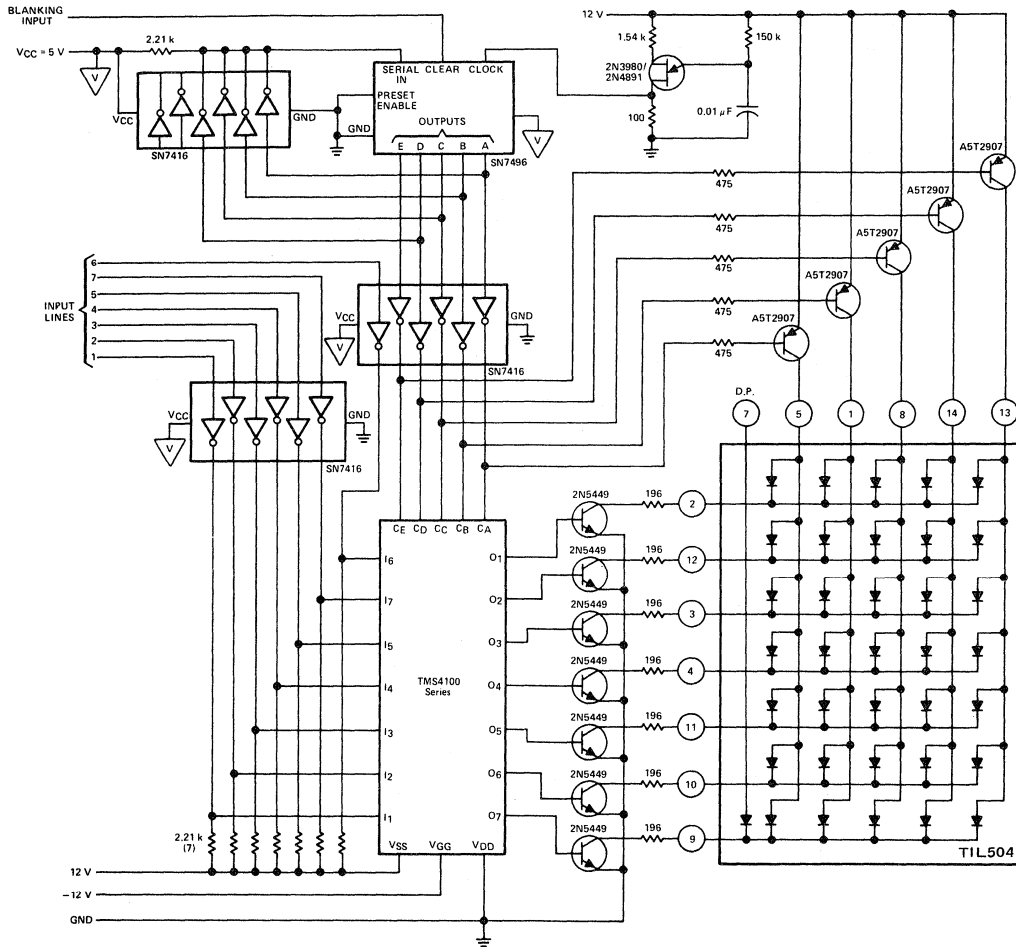 BLANKING
INPUT
VCC = 5 V
2.21 k
V
VCC
GND
SN7416
SERIAL IN
CLEAR
CLOCK
PRESET ENABLE
GND
OUTPUTS
E D C B A
SN7496
V
12 V
1.54 k
150 k
2N3980/
2N4891
100
0.01 μF
A5T2907
A5T2907
A5T2907
A5T2907
A5T2907
475
475
475
475
475
INPUT
LINES
6
7
5
4
3
2
1
VCC
V
GND
SN7416
VCC
V
GND
SN7416
D.P.
7
5
1
8
14
13
CE CD CC CB CA
I6
I7
I5
I4
I3
I2
I1
TMS4100
Series
O1
O2
O3
O4
O5
O6
O7
VSS
VGG
VDD
2N5449
196
2
2N5449
196
12
2N5449
196
3
2N5449
196
4
2N5449
196
11
2N5449
196
10
2N5449
196
9
TIL504
2.21 k
(7)
12 V
–12 V
GND